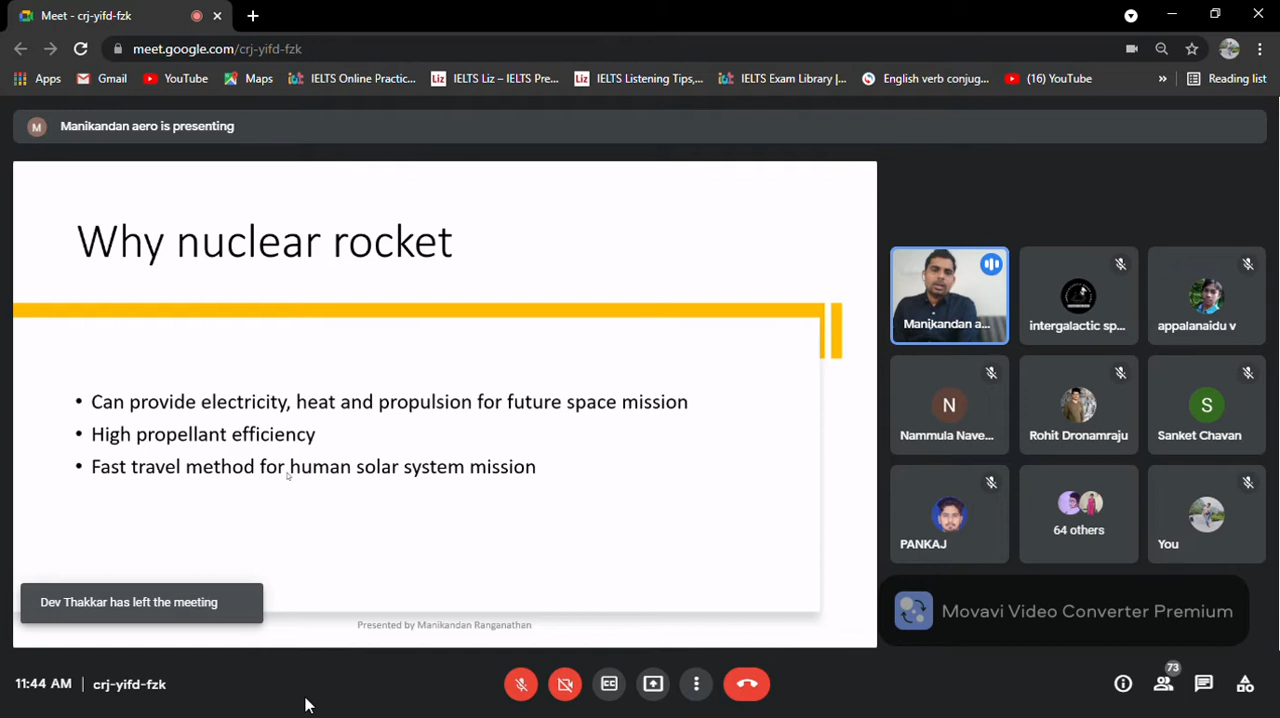 Meet - crj-yifd-fzk
meet.google.com/crj-yifd-fzk
Apps Gmail YouTube Maps IELTS Online Practic... IELTS Liz – IELTS Pre... IELTS Listening Tips,... IELTS Exam Library |... English verb conjug... (16) YouTube » Reading list
M Manikandan aero is presenting
Why nuclear rocket
• Can provide electricity, heat and propulsion for future space mission
• High propellant efficiency
• Fast travel method for human solar system mission
Presented by Manikandan Ranganathan
Dev Thakkar has left the meeting
Manikandan a...
intergalactic sp...
appalanaidu v
N
Nammula Nave...
Rohit Dronamraju
S
Sanket Chavan
PANKAJ
64 others
You
Movavi Video Converter Premium
11:44 AM | crj-yifd-fzk
73